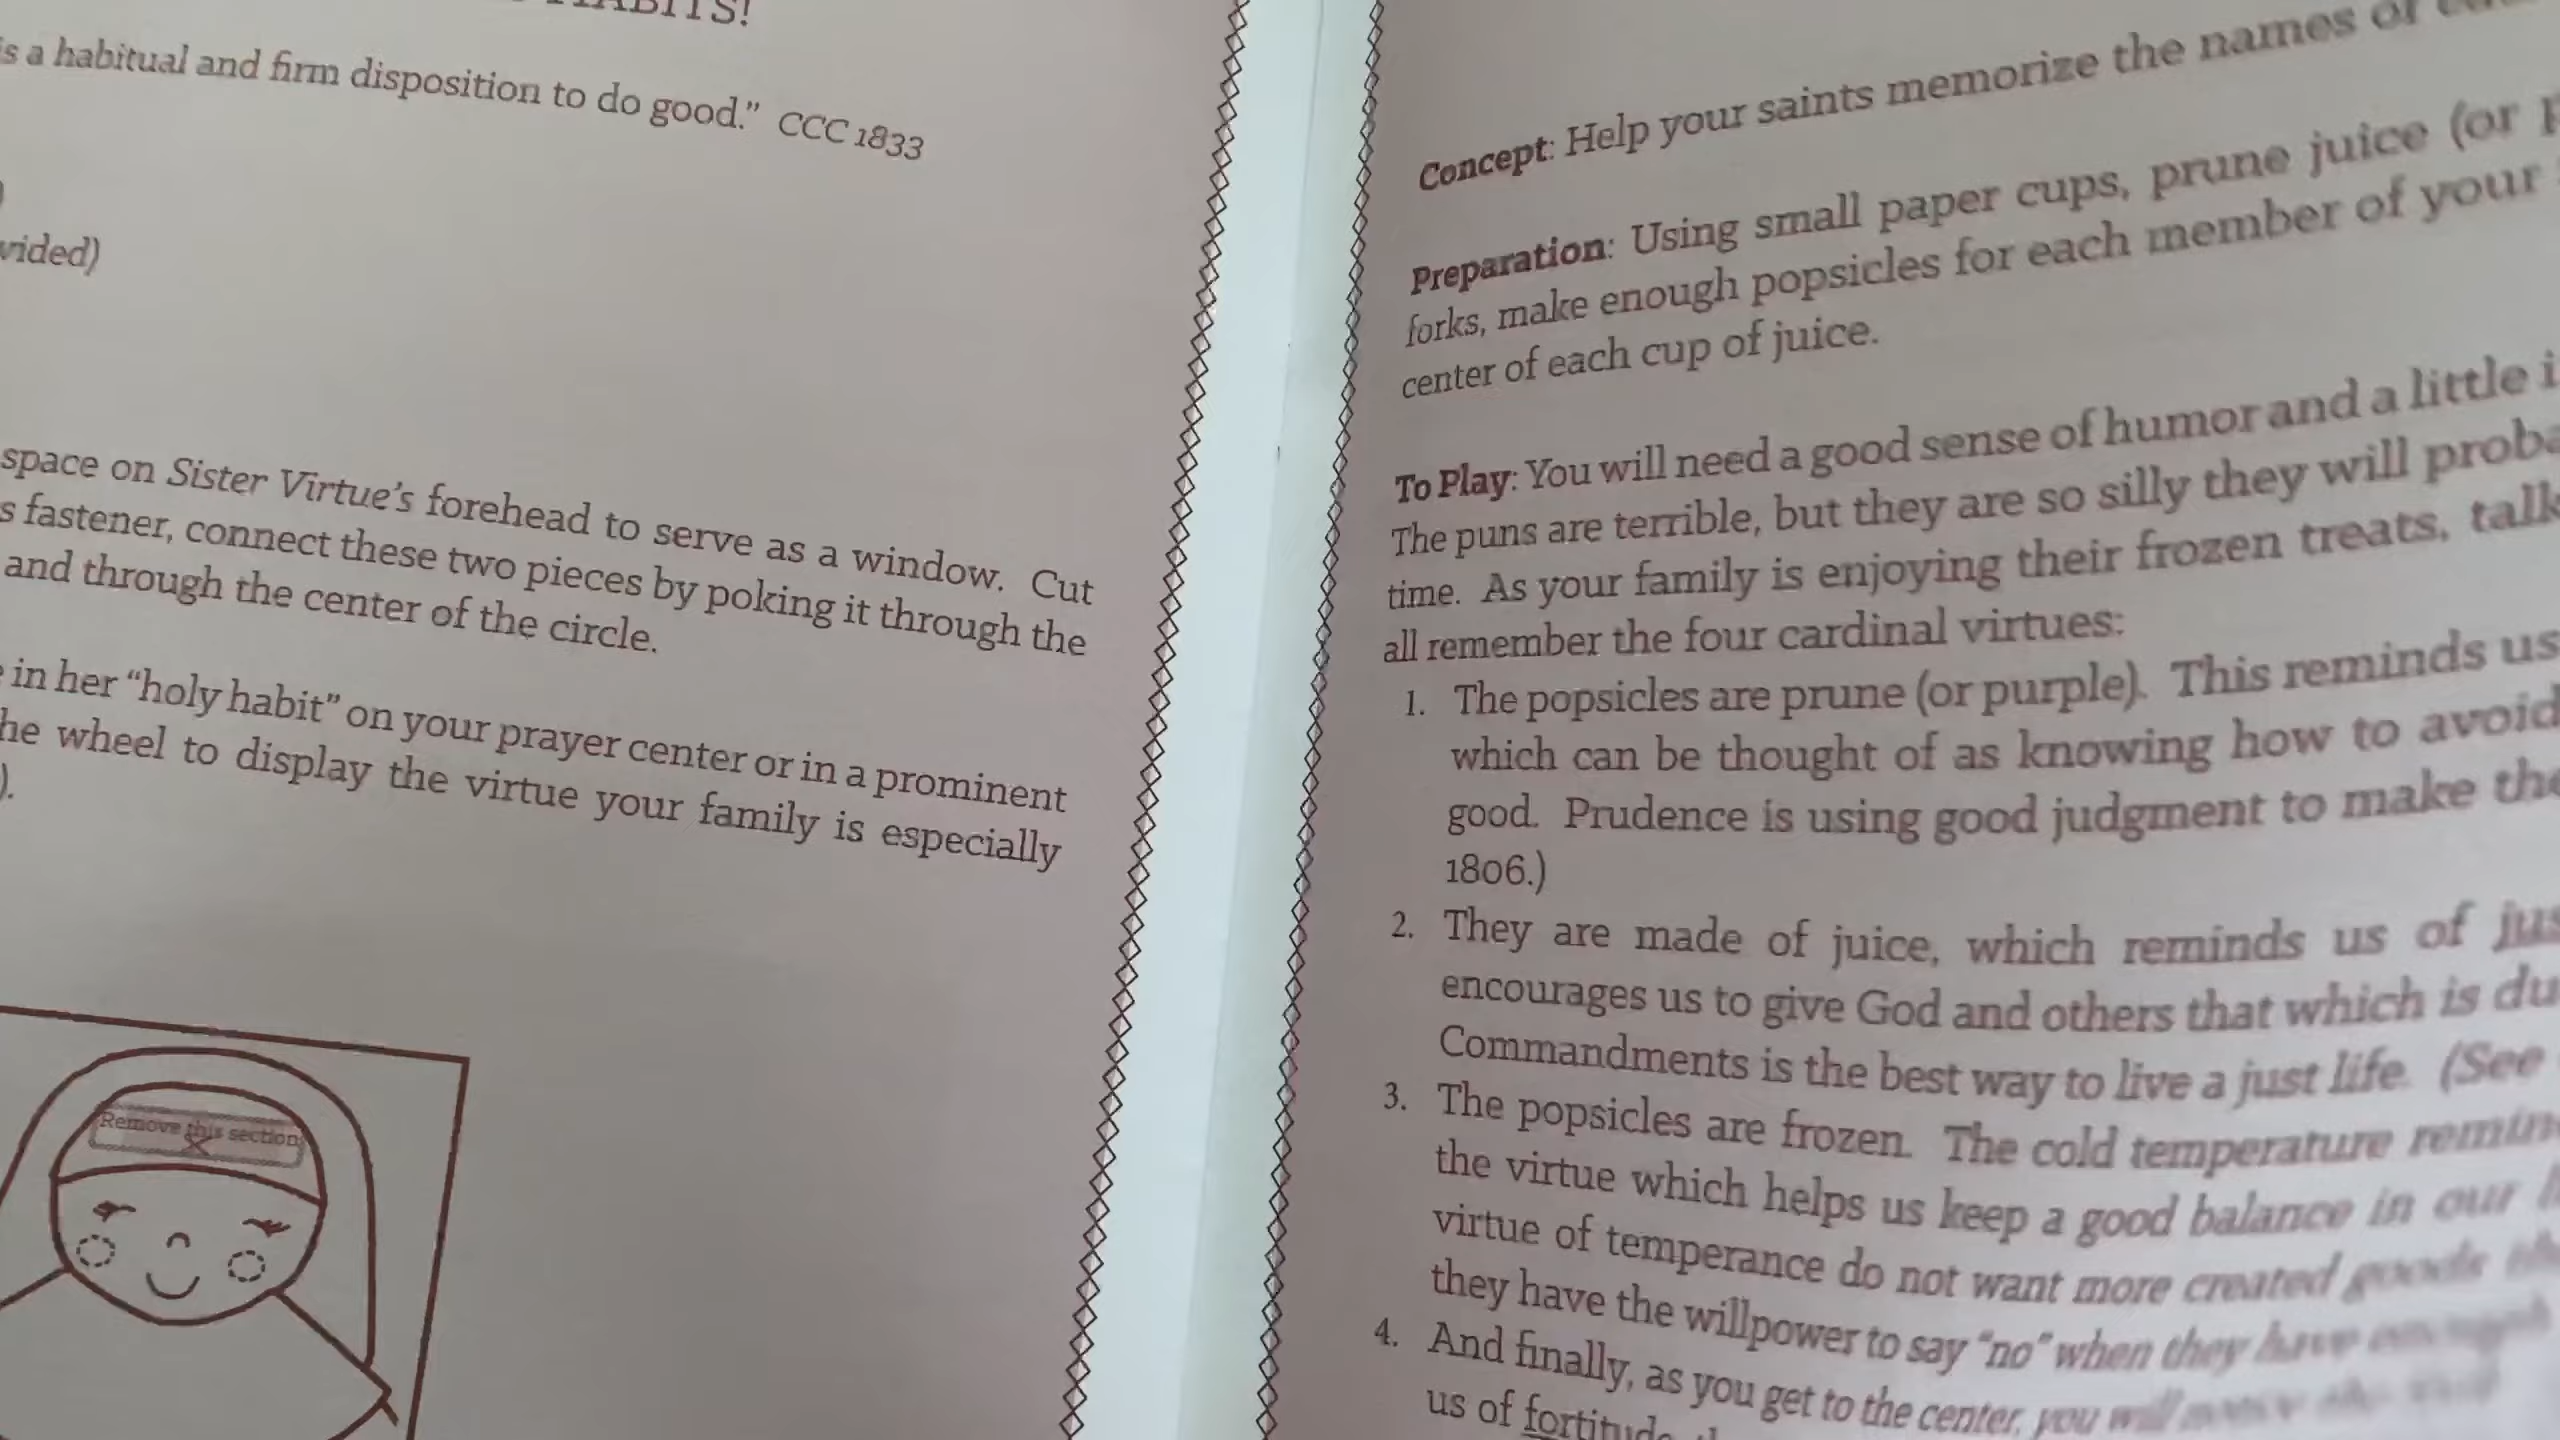 HABITS!
is a habitual and firm disposition to do good.” CCC 1833
vided)
space on Sister Virtue’s forehead to serve as a window. Cut
s fastener, connect these two pieces by poking it through the
and through the center of the circle.
in her “holy habit” on your prayer center or in a prominent
he wheel to display the virtue your family is especially
).
Remove this section
Concept: Help your saints memorize the names of
Preparation: Using small paper cups, prune juice (or
forks, make enough popsicles for each member of your
center of each cup of juice.
To Play: You will need a good sense of humor and a little
The puns are terrible, but they are so silly they will proba
time. As your family is enjoying their frozen treats, talk
all remember the four cardinal virtues:
1. The popsicles are prune (or purple). This reminds us
which can be thought of as knowing how to avoid
good. Prudence is using good judgment to make the
1806.)
2. They are made of juice, which reminds us of jus
encourages us to give God and others that which is du
Commandments is the best way to live a just life. (See
3. The popsicles are frozen. The cold temperature remin
the virtue which helps us keep a good balance in our
virtue of temperance do not want more created goods
they have the willpower to say “no” when they have
4. And finally, as you get to the center, you will
us of fortitude